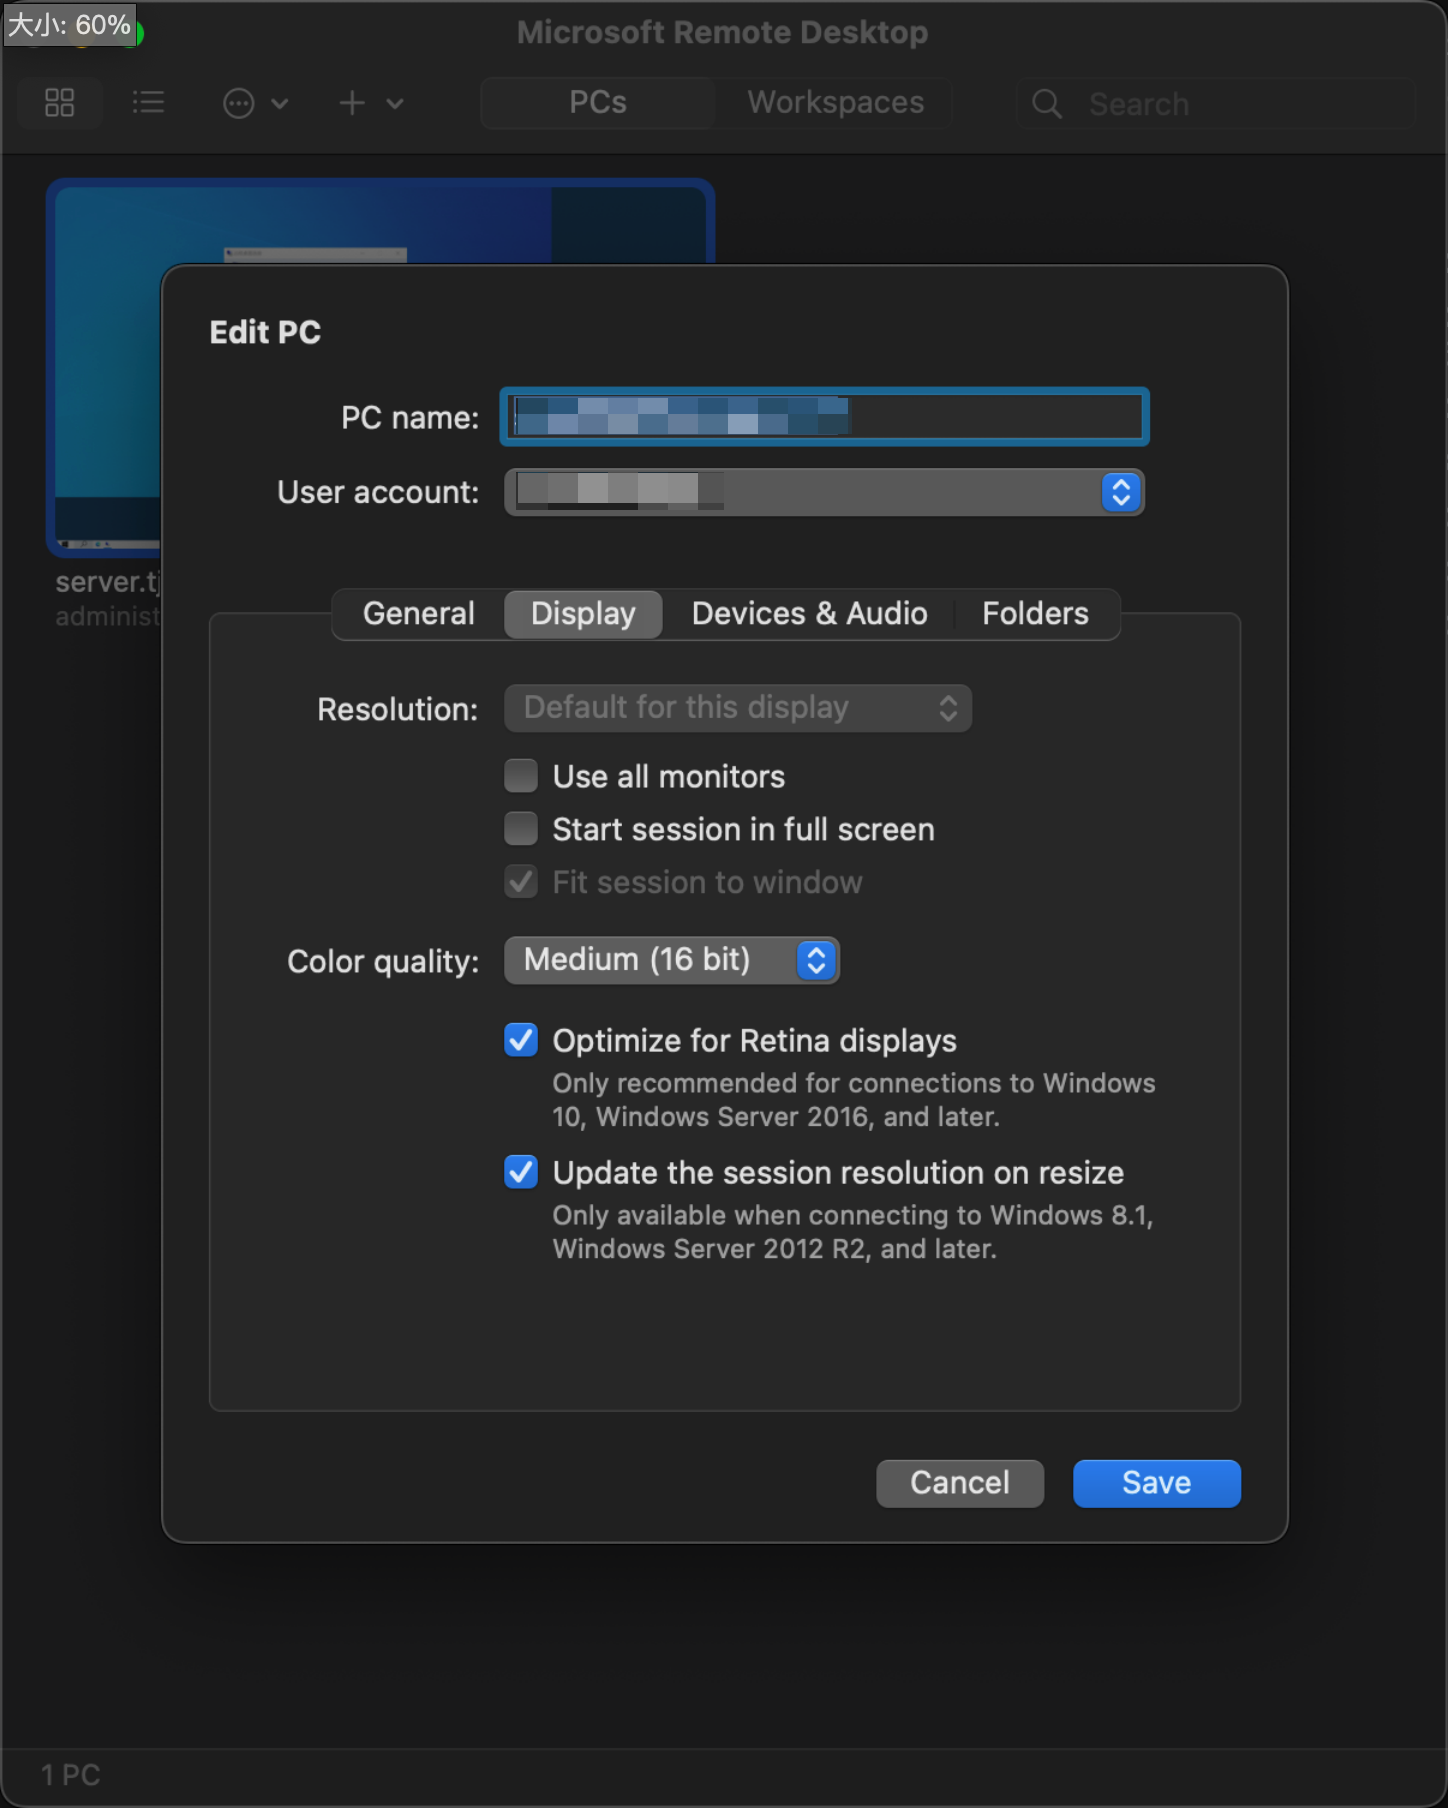 大小: 60%
Microsoft Remote Desktop
PCs
Workspaces
Search
Edit PC
PC name:
User account:
server.tj
administ
General
Display
Devices & Audio
Folders
Resolution:
Default for this display
Use all monitors
Start session in full screen
Fit session to window
Color quality:
Medium (16 bit)
Optimize for Retina displays
Only recommended for connections to Windows
10, Windows Server 2016, and later.
Update the session resolution on resize
Only available when connecting to Windows 8.1,
Windows Server 2012 R2, and later.
Cancel
Save
1 PC